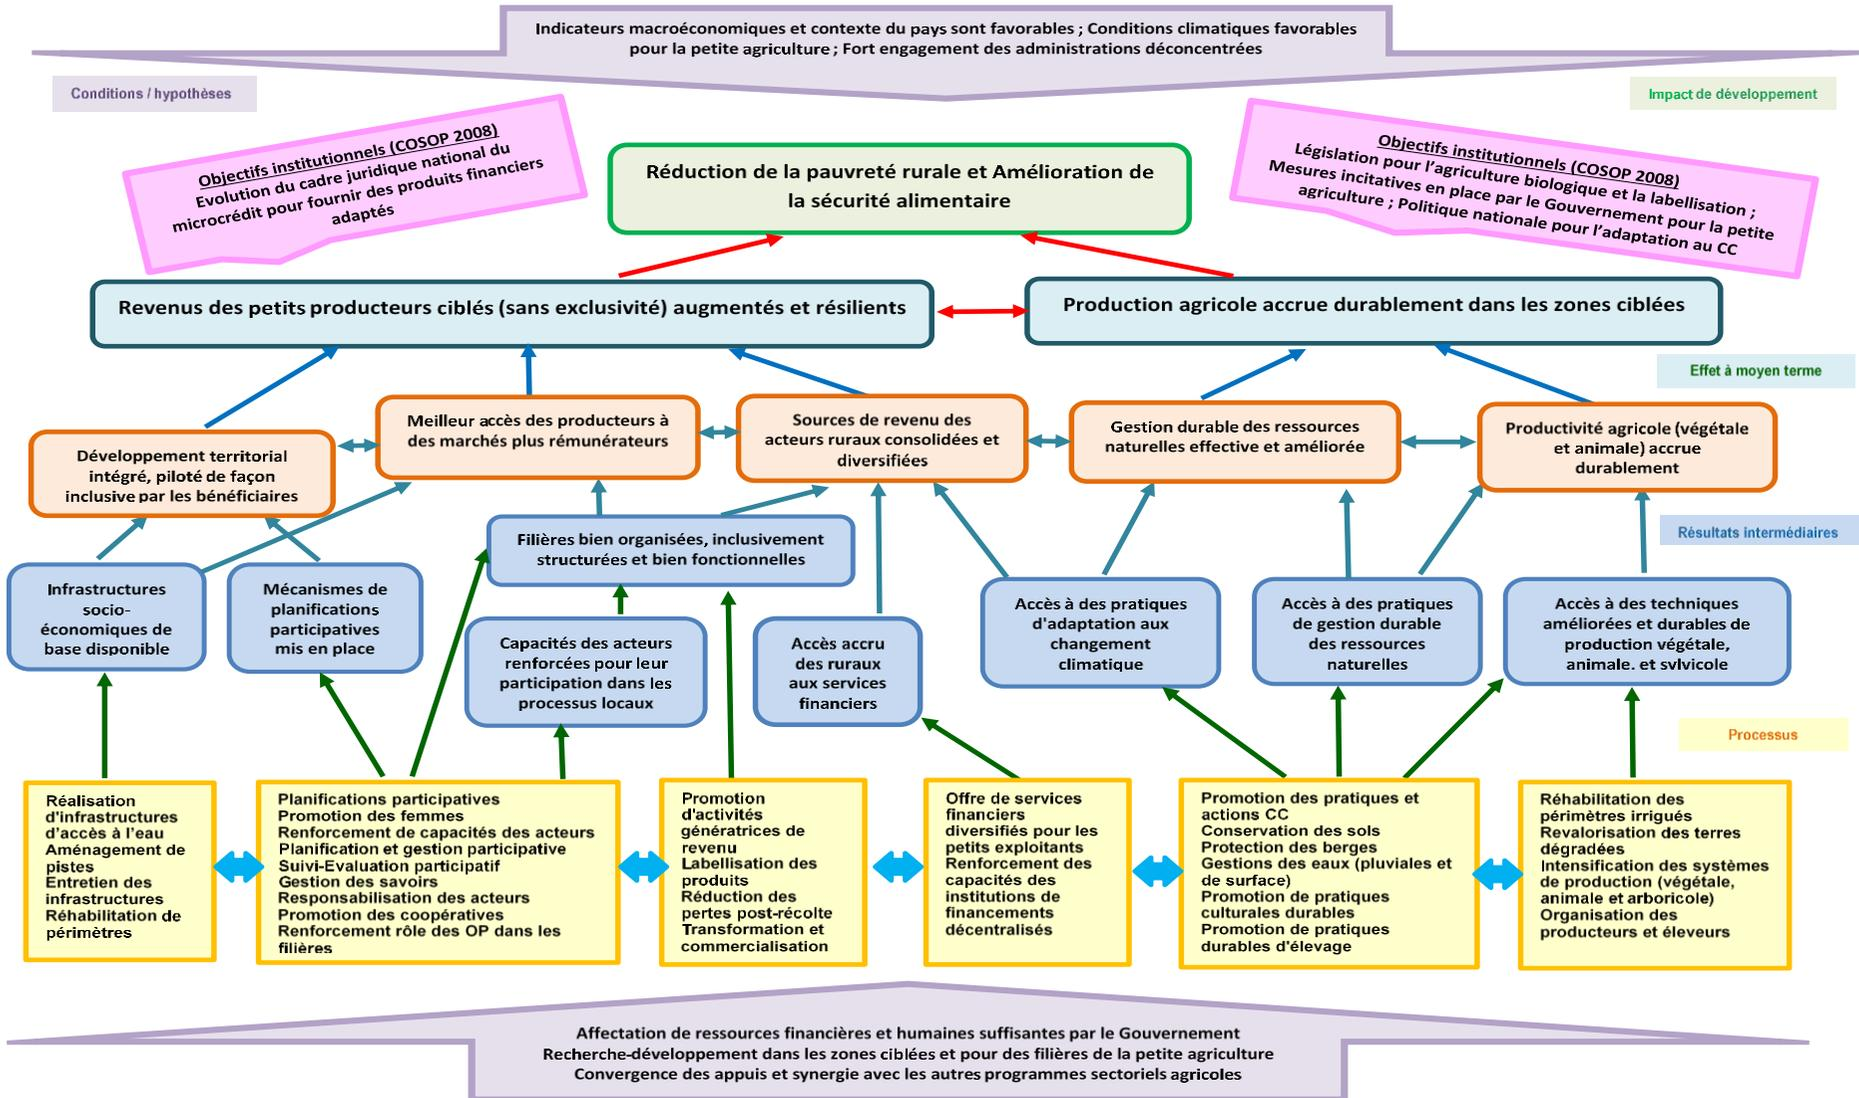 Indicateurs macroéconomiques et contexte du pays sont favorables ; Conditions climatiques favorables
pour la petite agriculture ; Fort engagement des administrations déconcentrées
Conditions / hypothèses
Impact de développement
Objectifs institutionnels (COSOP 2008)
Evolution du cadre juridique national du
microcrédit pour fournir des produits financiers
adaptés
Réduction de la pauvreté rurale et Amélioration de
la sécurité alimentaire
Objectifs institutionnels (COSOP 2008)
Législation pour l’agriculture biologique et la labellisation ;
Mesures incitatives en place par le Gouvernement pour la petite
agriculture ; Politique nationale pour l’adaptation au CC
Revenus des petits producteurs ciblés (sans exclusivité) augmentés et résilients
Production agricole accrue durablement dans les zones ciblées
Effet à moyen terme
Développement territorial
intégré, piloté de façon
inclusive par les bénéficiaires
Meilleur accès des producteurs à
des marchés plus rémunérateurs
Sources de revenu des
acteurs ruraux consolidées et
diversifiées
Gestion durable des ressources
naturelles effective et améliorée
Productivité agricole (végétale
et animale) accrue
durablement
Résultats intermédiaires
Filières bien organisées, inclusivement
structurées et bien fonctionnelles
Infrastructures
socio-
économiques de
base disponible
Mécanismes de
planifications
participatives
mis en place
Capacités des acteurs
renforcées pour leur
participation dans les
processus locaux
Accès accru
des ruraux
aux services
financiers
Accès à des pratiques
d'adaptation aux
changement
climatique
Accès à des pratiques
de gestion durable
des ressources
naturelles
Accès à des techniques
améliorées et durables de
production végétale,
animale. et sylvicole
Processus
Réalisation
d'infrastructures
d’accès à l’eau
Aménagement de
pistes
Entretien des
infrastructures
Réhabilitation de
périmètres
Planifications participatives
Promotion des femmes
Renforcement de capacités des acteurs
Planification et gestion participative
Suivi-Evaluation participatif
Gestion des savoirs
Responsabilisation des acteurs
Promotion des coopératives
Renforcement rôle des OP dans les
filières
Promotion
d'activités
génératrices de
revenu
Labellisation des
produits
Réduction des
pertes post-récolte
Transformation et
commercialisation
Offre de services
financiers
diversifiés pour les
petits exploitants
Renforcement des
capacités des
institutions de
financements
décentralisés
Promotion des pratiques et
actions CC
Conservation des sols
Protection des berges
Gestions des eaux (pluviales et
de surface)
Promotion de pratiques
culturales durables
Promotion de pratiques
durables d'élevage
Réhabilitation des
périmètres irrigués
Revalorisation des terres
dégradées
Intensification des systèmes
de production (végétale,
animale et arboricole)
Organisation des
producteurs et éleveurs
Affectation de ressources financières et humaines suffisantes par le Gouvernement
Recherche-développement dans les zones ciblées et pour des filières de la petite agriculture
Convergence des appuis et synergie avec les autres programmes sectoriels agricoles